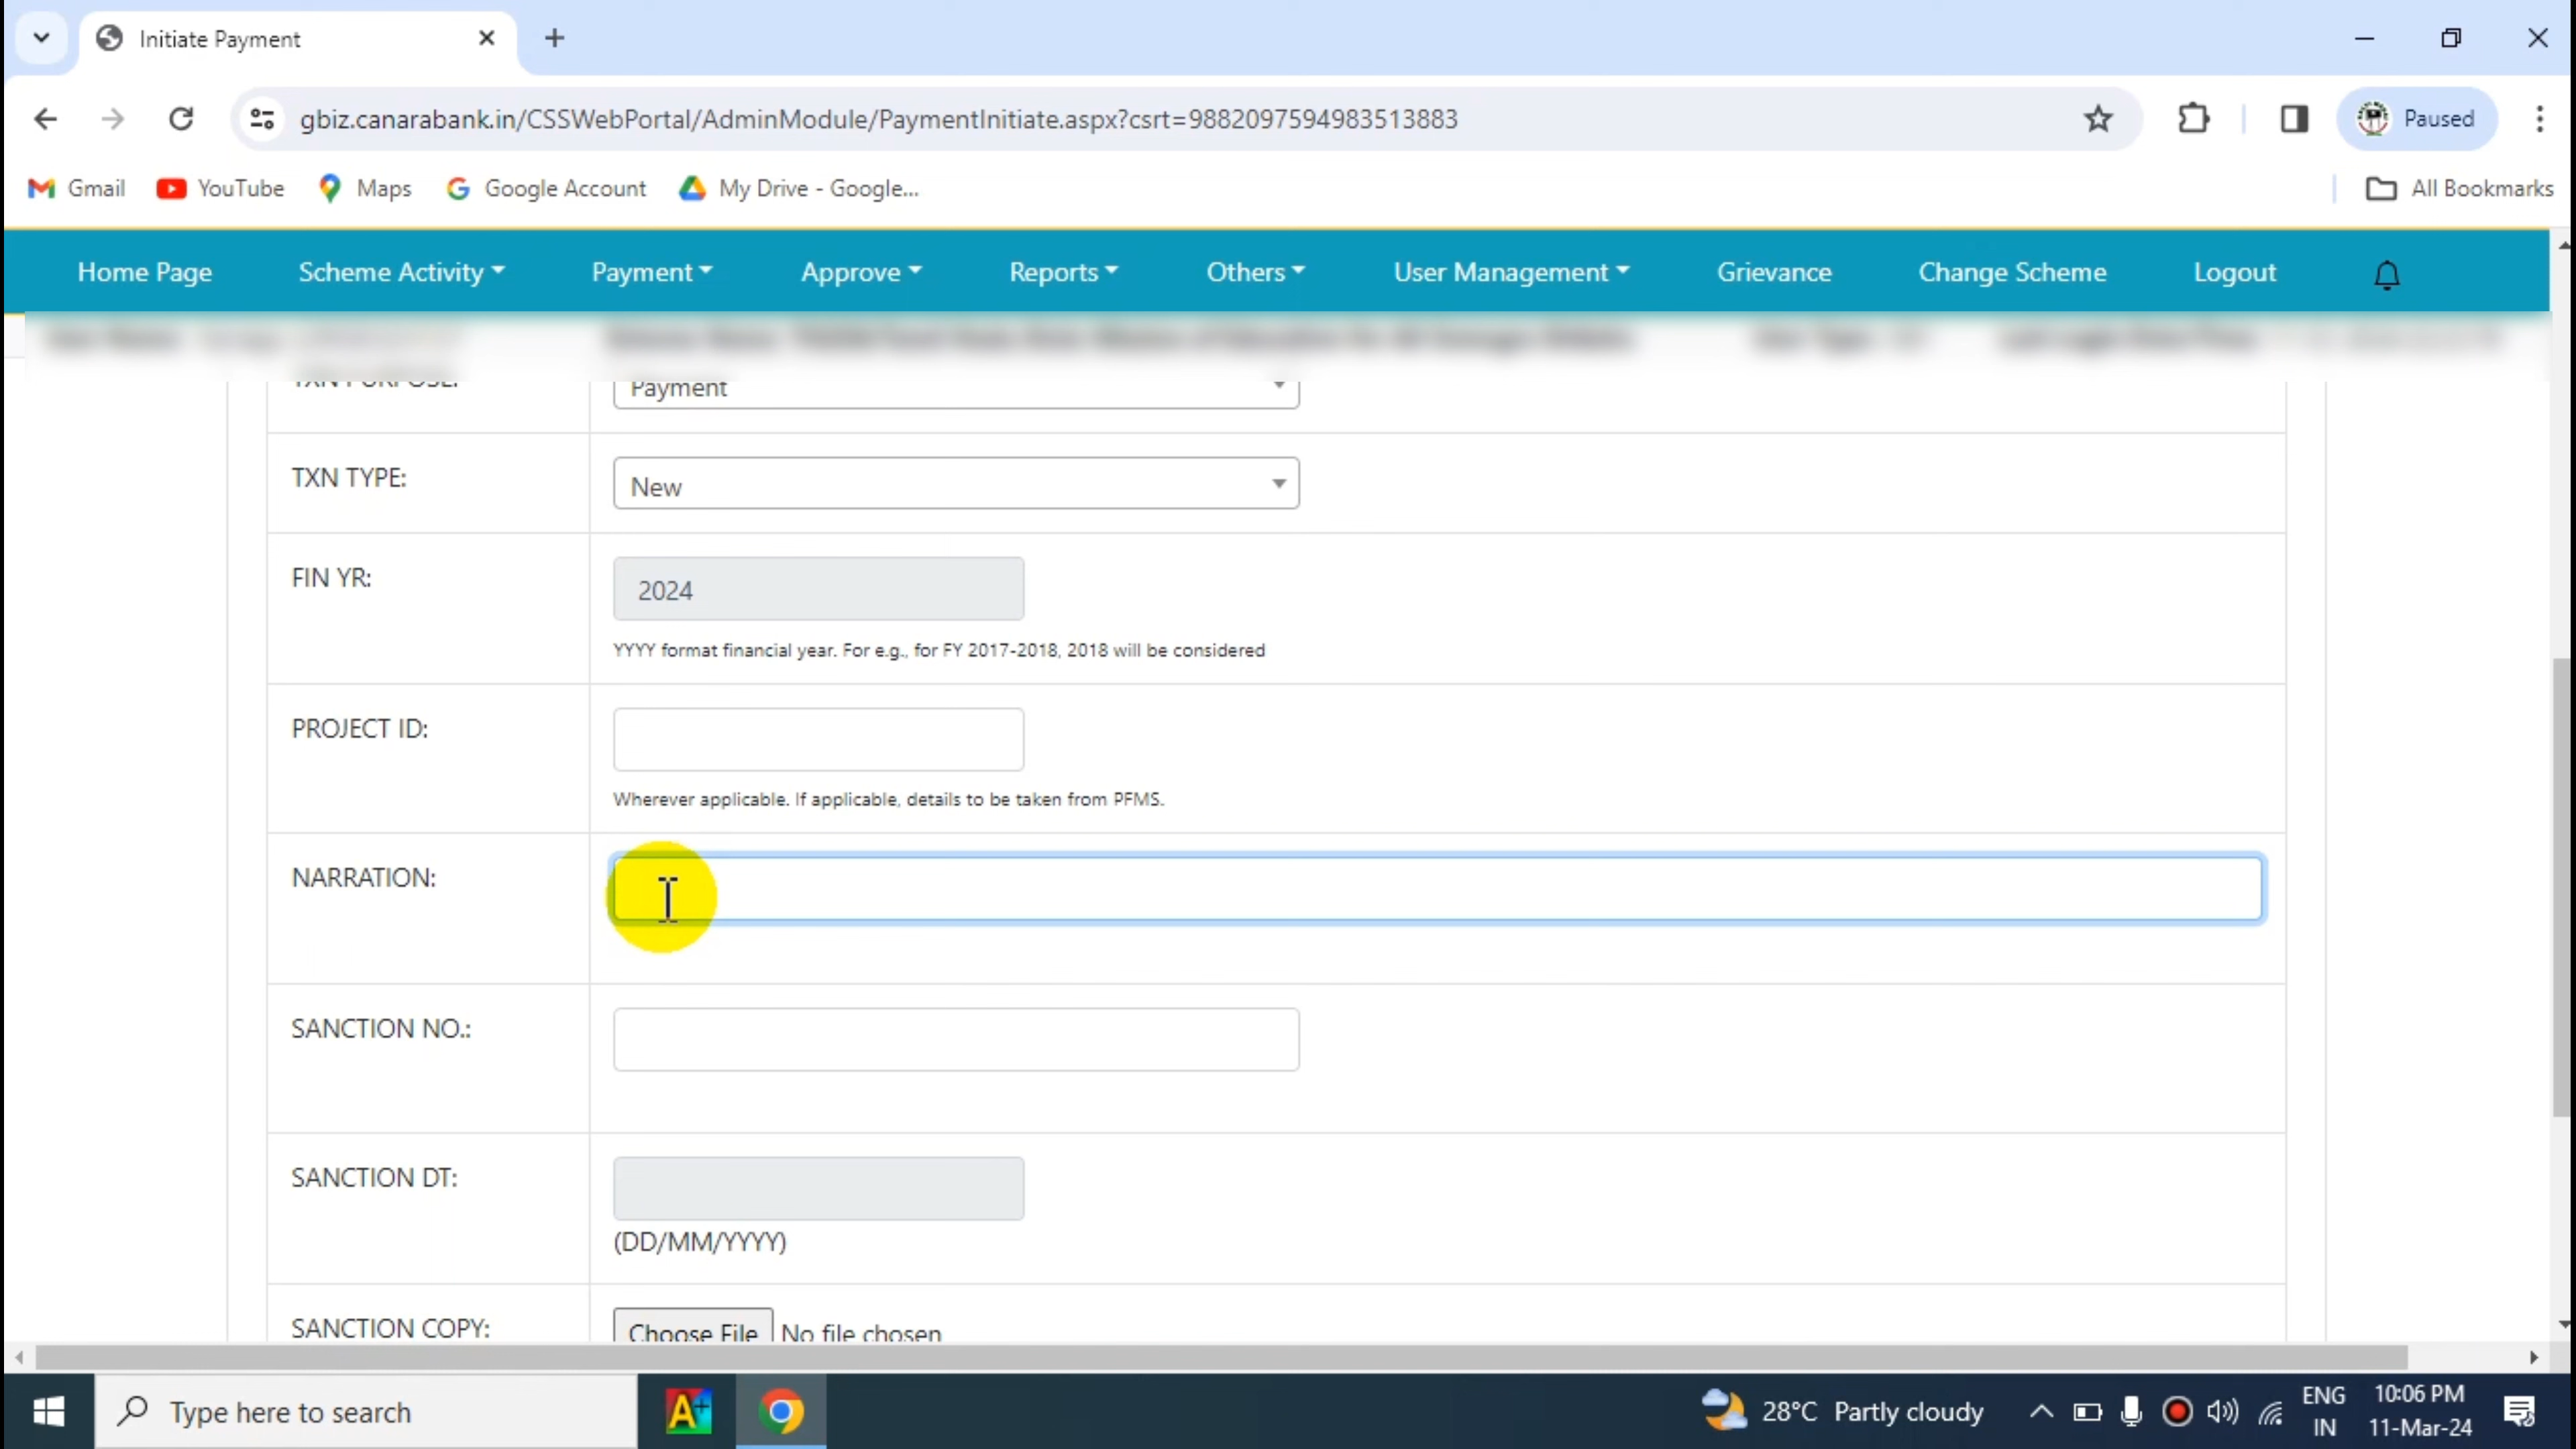 Initiate Payment
gbiz.canarabank.in/CSSWebPortal/AdminModule/PaymentInitiate.aspx?csrt=9882097594983513883
Paused
Gmail YouTube Maps Google Account My Drive - Google... All Bookmarks
Home Page Scheme Activity Payment Approve Reports Others User Management Grievance Change Scheme Logout
TXN PURPOSE: Payment
TXN TYPE: New
FIN YR: 2024
YYYY format financial year. For e.g., for FY 2017-2018, 2018 will be considered
PROJECT ID:
Wherever applicable. If applicable, details to be taken from PFMS.
NARRATION:
SANCTION NO.:
SANCTION DT:
(DD/MM/YYYY)
SANCTION COPY: Choose File No file chosen
Type here to search
A+
28°C Partly cloudy
ENG
IN
10:06 PM
11-Mar-24